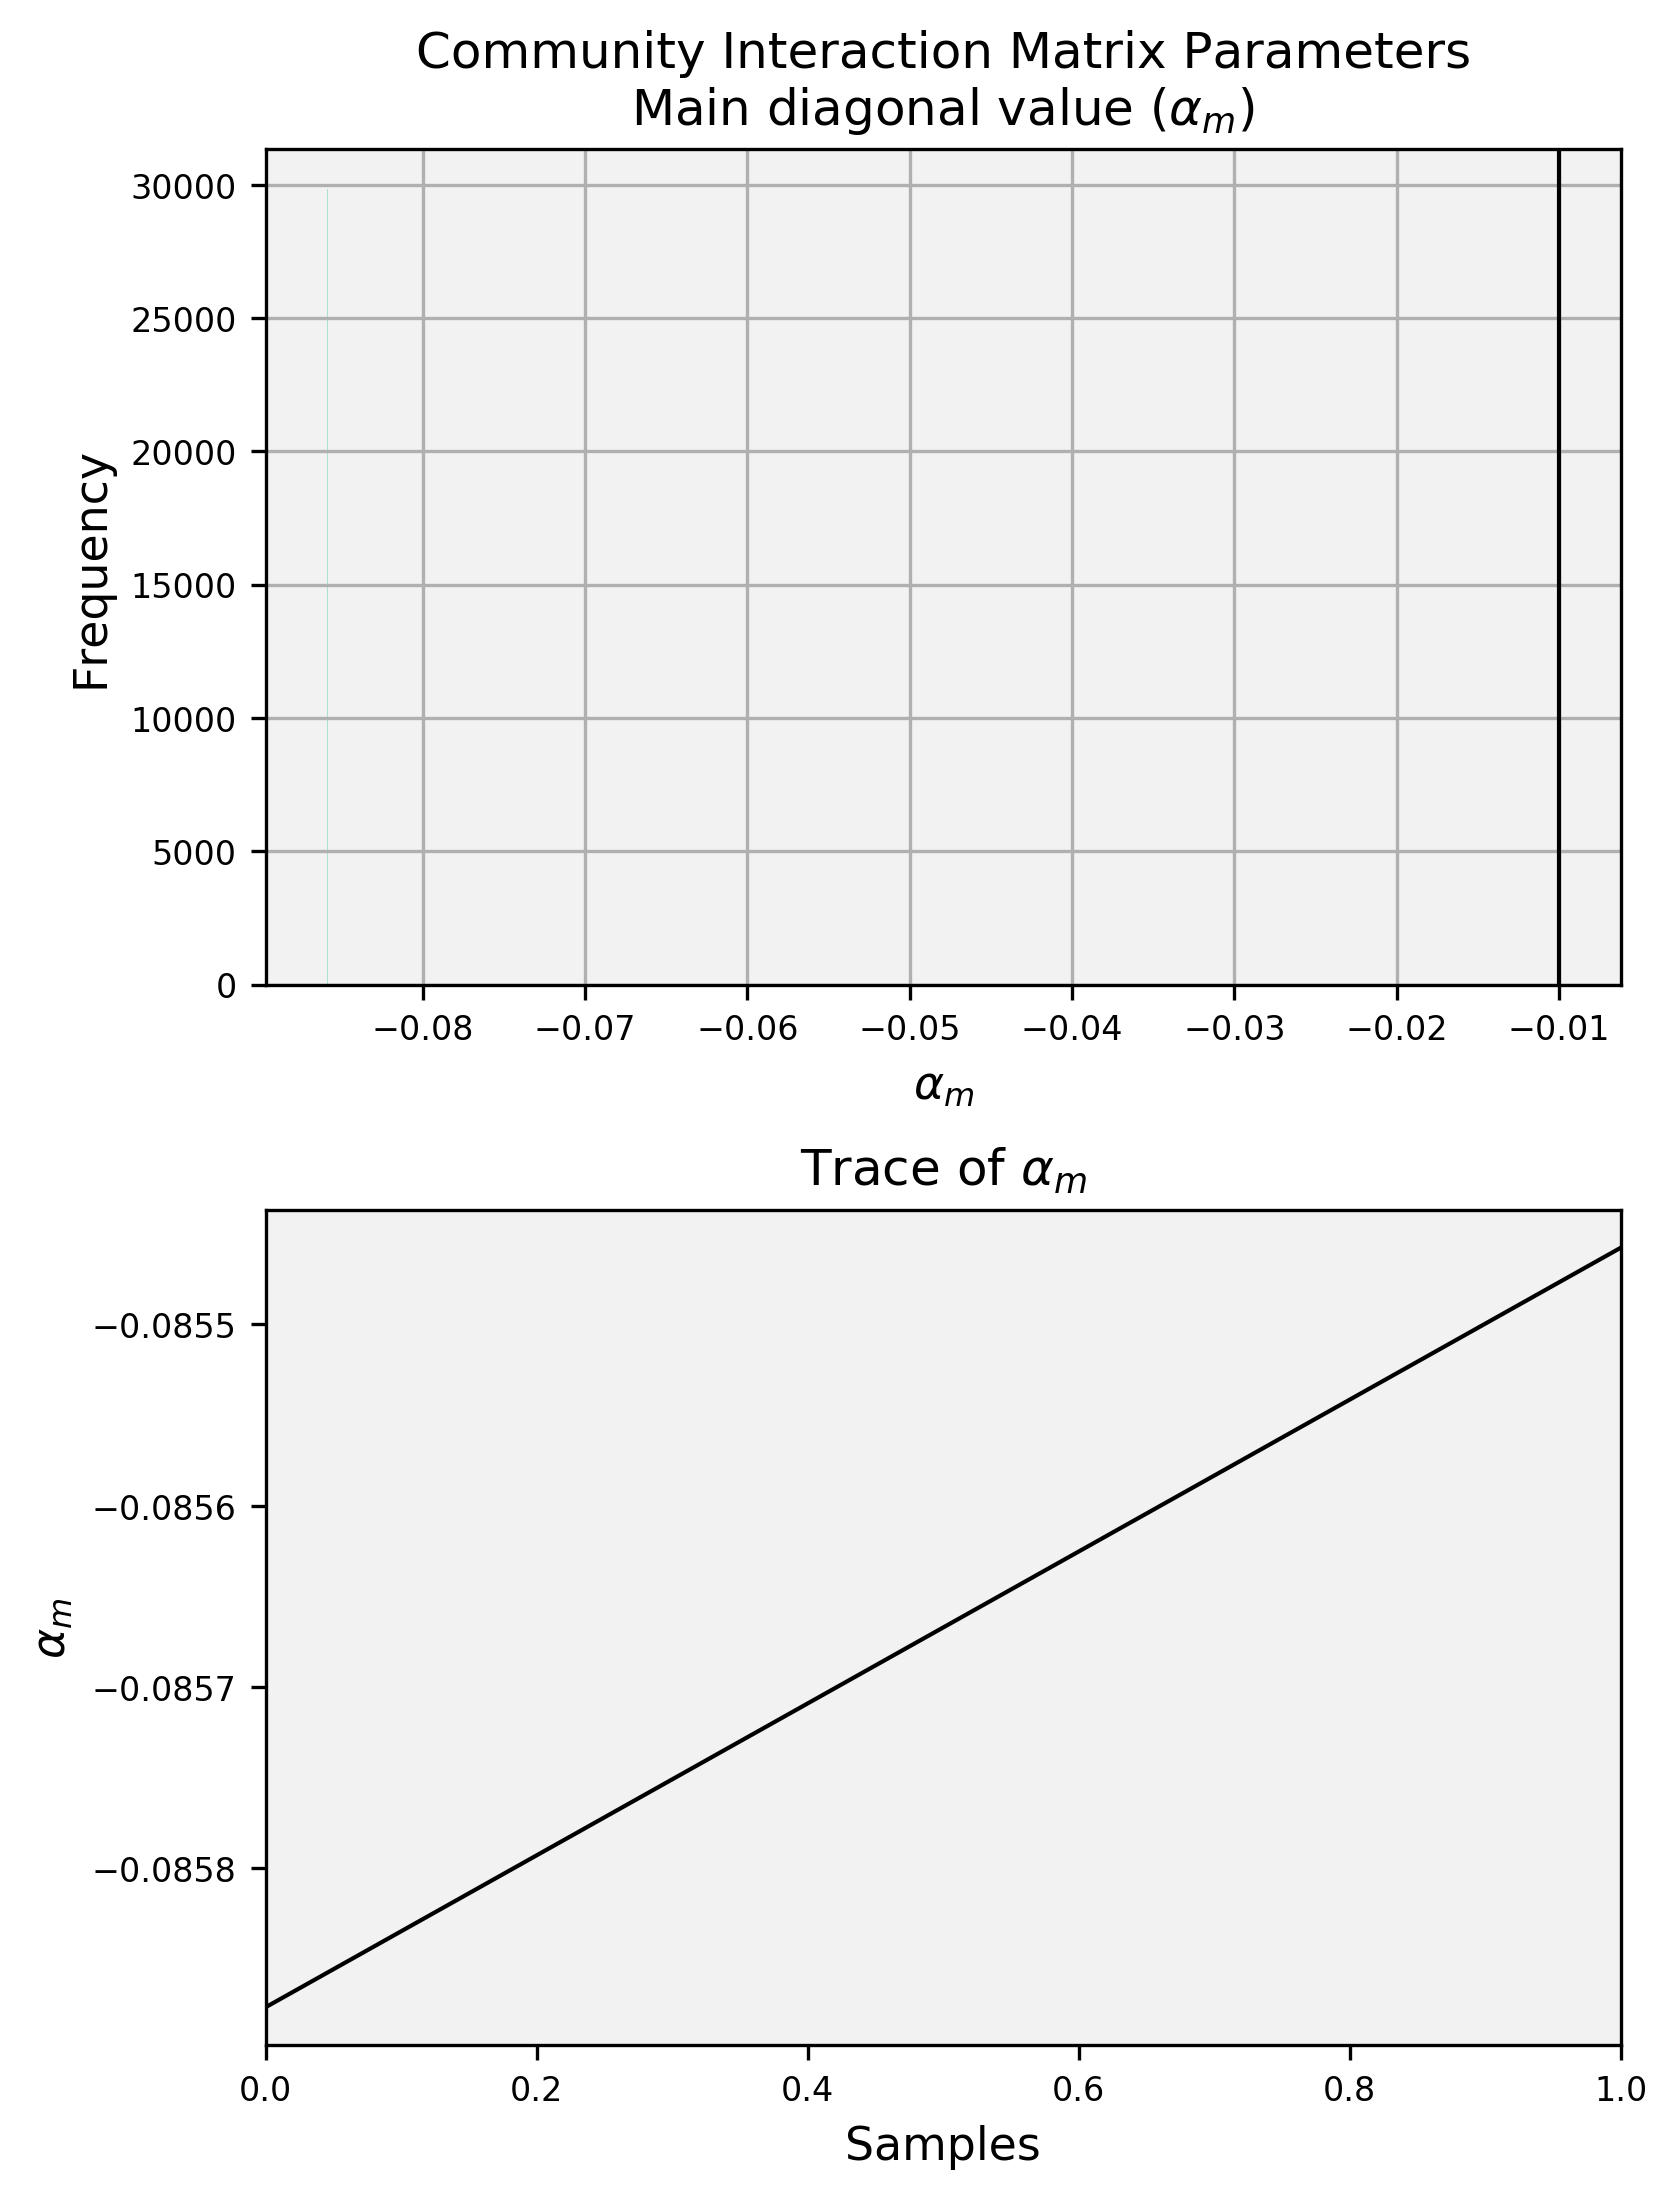 Community Interaction Matrix Parameters
Main diagonal value (αₘ)
30000
25000
20000
15000
10000
5000
0
Frequency
−0.08 −0.07 −0.06 −0.05 −0.04 −0.03 −0.02 −0.01
αₘ
Trace of αₘ
−0.0855
−0.0856
−0.0857
−0.0858
αₘ
0.0 0.2 0.4 0.6 0.8 1.0
Samples